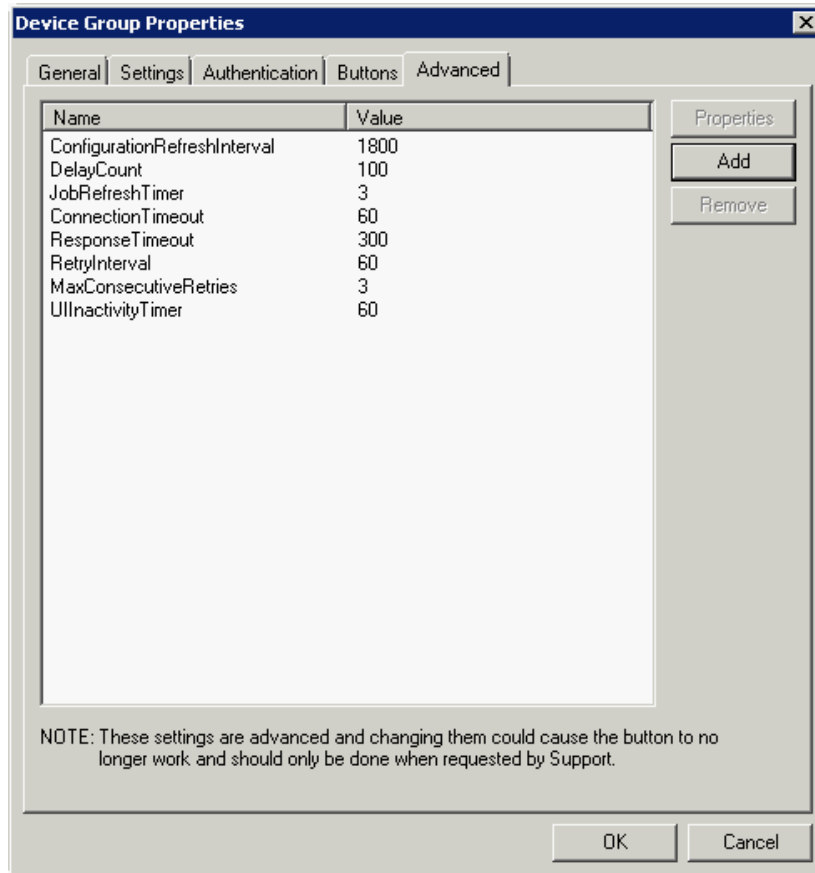 Device Group Properties
General Settings Authentication Buttons Advanced
Name Value
Properties
ConfigurationRefreshInterval 1800
DelayCount 100
Add
JobRefreshTimer 3
Remove
ConnectionTimeout 60
ResponseTimeout 300
RetryInterval 60
MaxConsecutiveRetries 3
UIInactivityTimer 60
NOTE: These settings are advanced and changing them could cause the button to no
longer work and should only be done when requested by Support.
OK Cancel